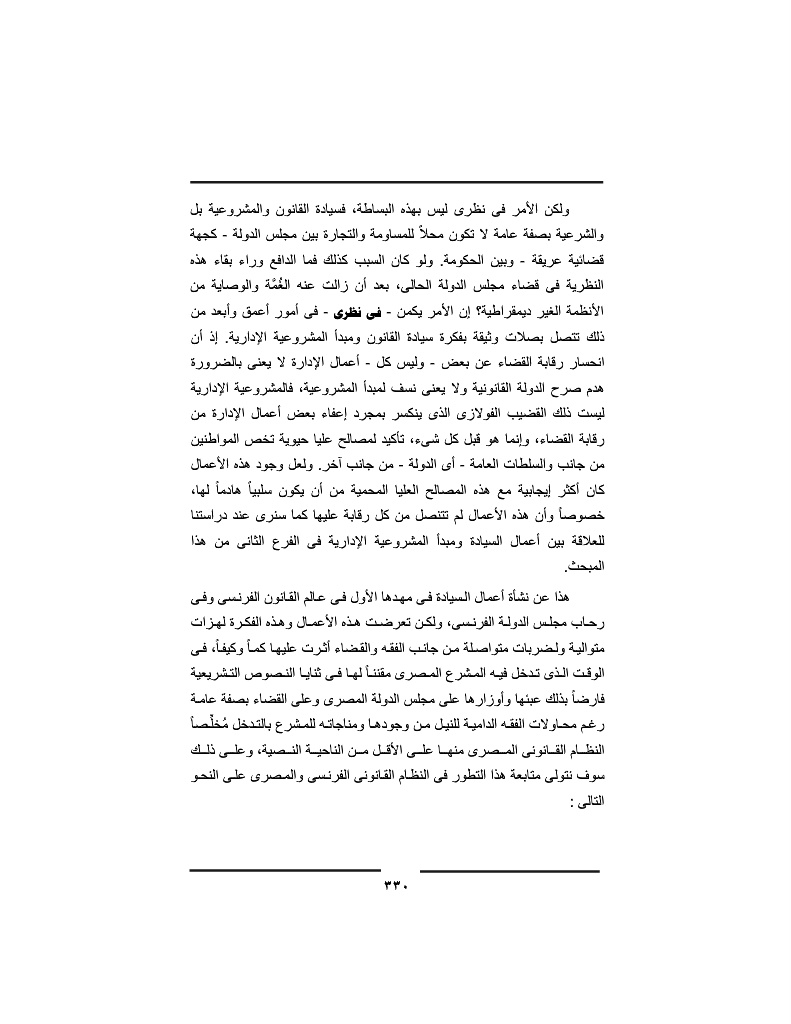 ولكن الأمر فى نظرى ليس بهذه البساطة، فسيادة القانون والمشروعية بل
والشرعية بصفة عامة لا تكون محلاً للمساومة والتجارة بين مجلس الدولة - كجهة
قضائية عريقة - وبين الحكومة. ولو كان السبب كذلك فما الدافع وراء بقاء هذه
النظرية فى قضاء مجلس الدولة الحالى، بعد أن زالت عنه الغُمَّة والوصاية من
الأنظمة الغير ديمقراطية؟ إن الأمر يكمن - فى نظرى - فى أمور أعمق وأبعد من
ذلك تتصل بصلات وثيقة بفكرة سيادة القانون ومبدأ المشروعية الإدارية. إذ أن
انحسار رقابة القضاء عن بعض - وليس كل - أعمال الإدارة لا يعنى بالضرورة
هدم صرح الدولة القانونية ولا يعنى نسف لمبدأ المشروعية، فالمشروعية الإدارية
ليست ذلك القضيب الفولازى الذى ينكسر بمجرد إعفاء بعض أعمال الإدارة من
رقابة القضاء، وإنما هو قبل كل شىء، تأكيد لمصالح عليا حيوية تخص المواطنين
من جانب والسلطات العامة - أى الدولة - من جانب آخر. ولعل وجود هذه الأعمال
كان أكثر إيجابية مع هذه المصالح العليا المحمية من أن يكون سلبياً هادماً لها،
خصوصاً وأن هذه الأعمال لم تتنصل من كل رقابة عليها كما سنرى عند دراستنا
للعلاقة بين أعمال السيادة ومبدأ المشروعية الإدارية فى الفرع الثانى من هذا
المبحث.
هذا عن نشأة أعمال السيادة فى مهدها الأول فى عالم القانون الفرنسى وفى
رحاب مجلس الدولة الفرنسى، ولكن تعرضت هذه الأعمال وهذه الفكرة لهزات
متوالية ولضربات متواصلة من جانب الفقه والقضاء أثرت عليها كماً وكيفاً، فى
الوقت الذى تدخل فيه المشرع المصرى مقنناً لها فى ثنايا النصوص التشريعية
فارضاً بذلك عبئها وأوزارها على مجلس الدولة المصرى وعلى القضاء بصفة عامة
رغم محاولات الفقه الدامية للنيل من وجودها ومناجاته للمشرع بالتدخل مُخلِّصاً
النظام القانونى المصرى منها على الأقل من الناحية النصية، وعلى ذلك
سوف نتولى متابعة هذا التطور فى النظام القانونى الفرنسى والمصرى على النحو
التالى :
٣٣٠